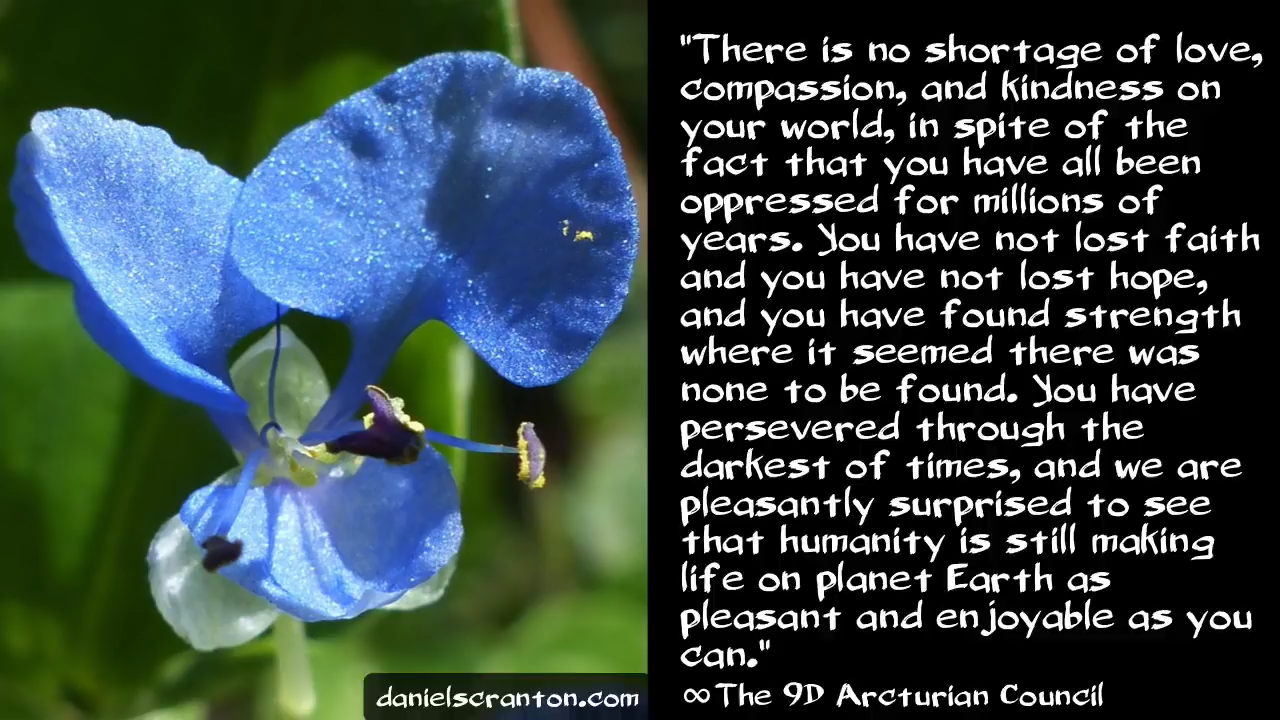 "There is no shortage of love,
compassion, and kindness on
your world, in spite of the
fact that you have all been
oppressed for millions of
years. You have not lost faith
and you have not lost hope,
and you have found strength
where it seemed there was
none to be found. You have
persevered through the
darkest of times, and we are
pleasantly surprised to see
that humanity is still making
life on planet Earth as
pleasant and enjoyable as you
can."
∞The 9D Arcturian Council
danielscranton.com